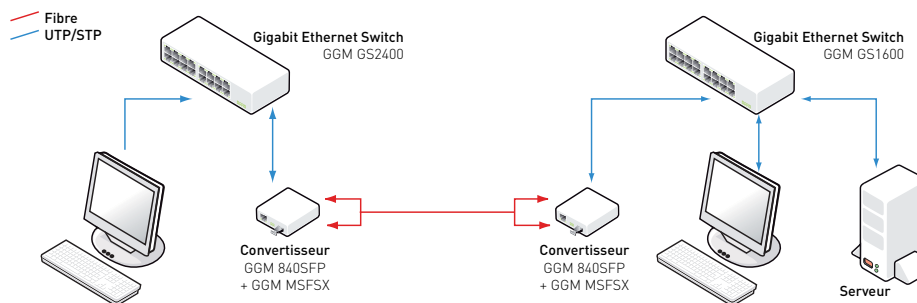 Fibre
UTP/STP
Gigabit Ethernet Switch
GGM GS2400
Gigabit Ethernet Switch
GGM GS1600
Convertisseur
GGM 840SFP
+ GGM MSFSX
Convertisseur
GGM 840SFP
+ GGM MSFSX
Serveur